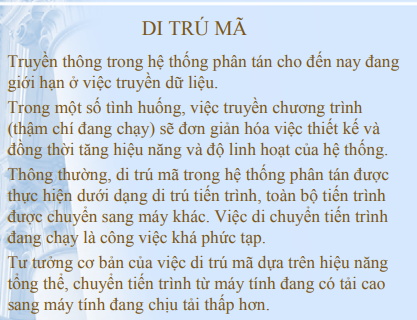 DI TRÚ MÃ
Truyền thông trong hệ thống phân tán cho đến nay đang
giới hạn ở việc truyền dữ liệu.
Trong một số tình huống, việc truyền chương trình
(thậm chí đang chạy) sẽ đơn giản hóa việc thiết kế và
đồng thời tăng hiệu năng và độ linh hoạt của hệ thống.
Thông thường, di trú mã trong hệ thống phân tán được
thực hiện dưới dạng di trú tiến trình, toàn bộ tiến trình
được chuyển sang máy khác. Việc di chuyển tiến trình
đang chạy là công việc khá phức tạp.
Tư tưởng cơ bản của việc di trú mã dựa trên hiệu năng
tổng thể, chuyển tiến trình từ máy tính đang có tải cao
sang máy tính đang chịu tải thấp hơn.